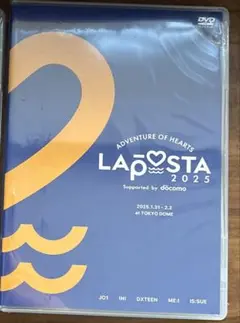 DVD
ADVENTURE OF HEARTS
LAPOSTA
2025
Supported by döcomo
2025.1.31 - 2.2
at TOKYO DOME
JO1 INI DXTEEN ME:I IS:SUE